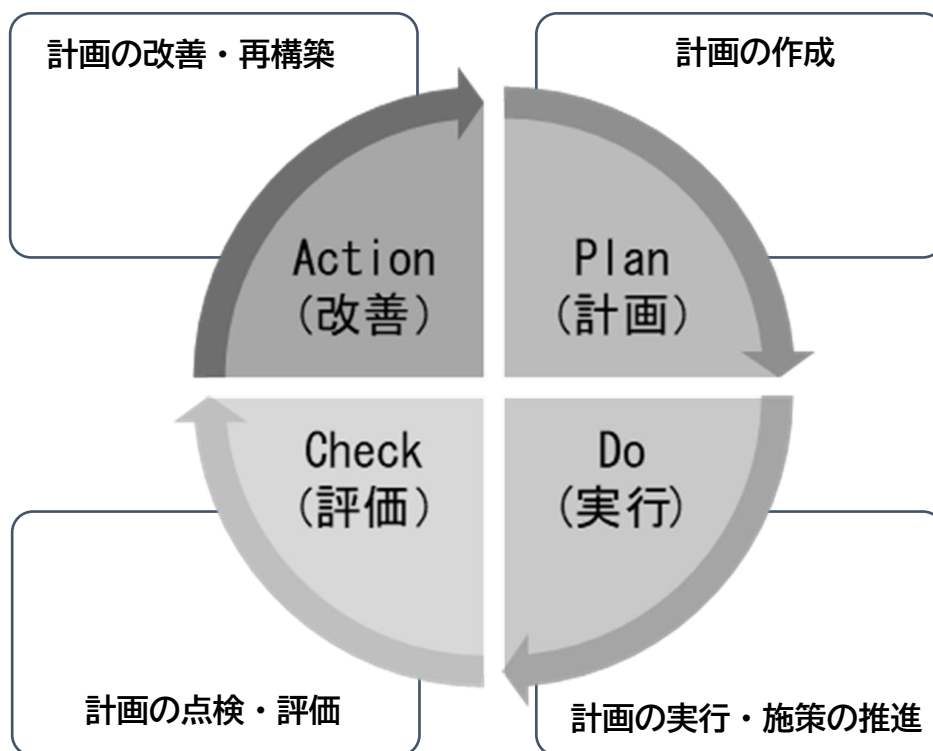 計画の改善・再構築
計画の作成
Action
(改善)
Plan
(計画)
Check
(評価)
Do
(実行)
計画の点検・評価
計画の実行・施策の推進